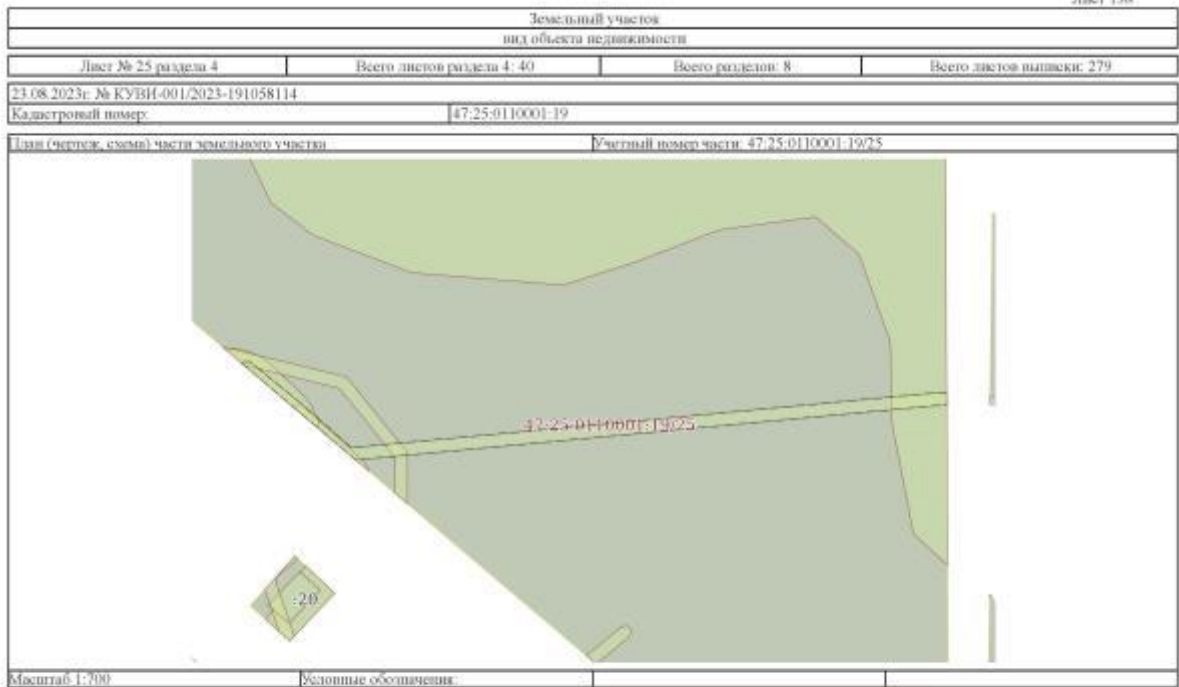 Земельный участок
вид объекта недвижимости
Лист № 25 раздела 4 Всего листов раздела 4: 40 Всего разделов: 8 Всего листов выписки: 279
23.08.2023г. № КУВИ-001/2023-191058114
Кадастровый номер: 47:25:0110001:19
План (чертеж, схема) части земельного участка Учетный номер части: 47:25:0110001:19/25
47:25:0110001:19/25
:20
Масштаб 1:700 Условные обозначения: